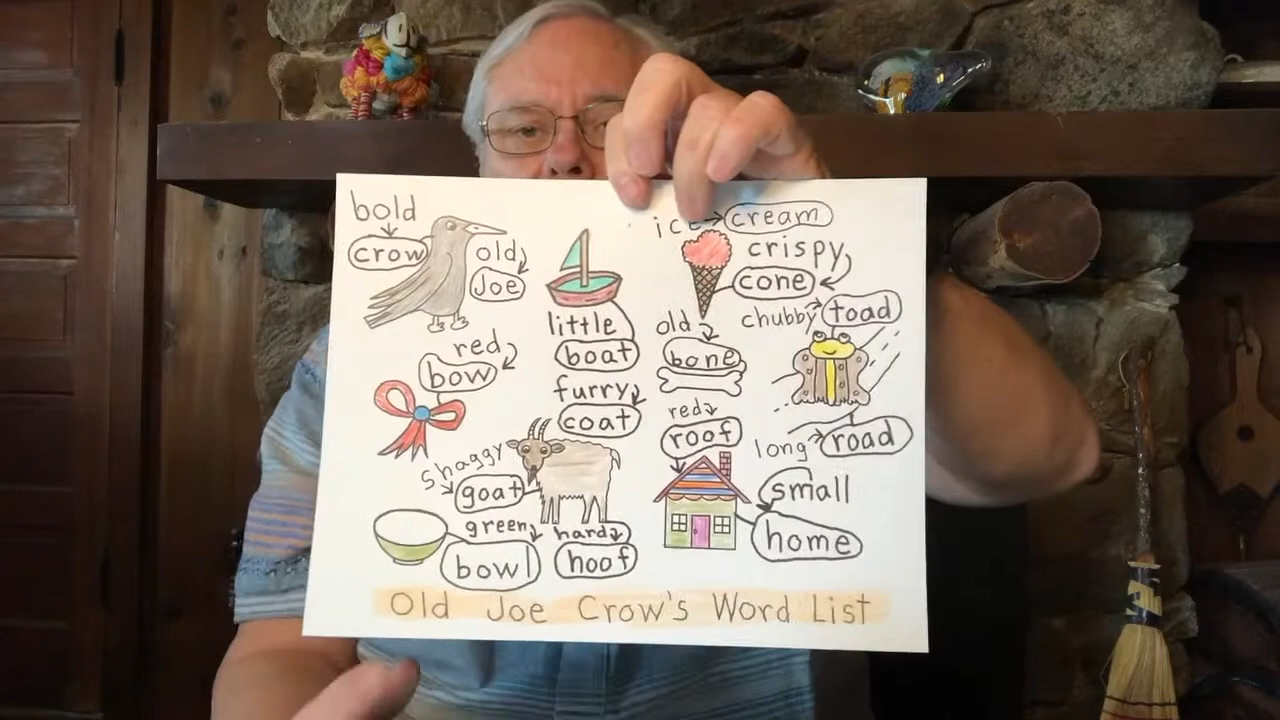 bold
crow
old
Joe
red
bow
shaggy
goat
green
bowl
little
boat
furry
coat
hard
hoof
ice cream
crispy
cone
old
bone
chubby toad
red
roof
long road
small
home
Old Joe Crow's Word List